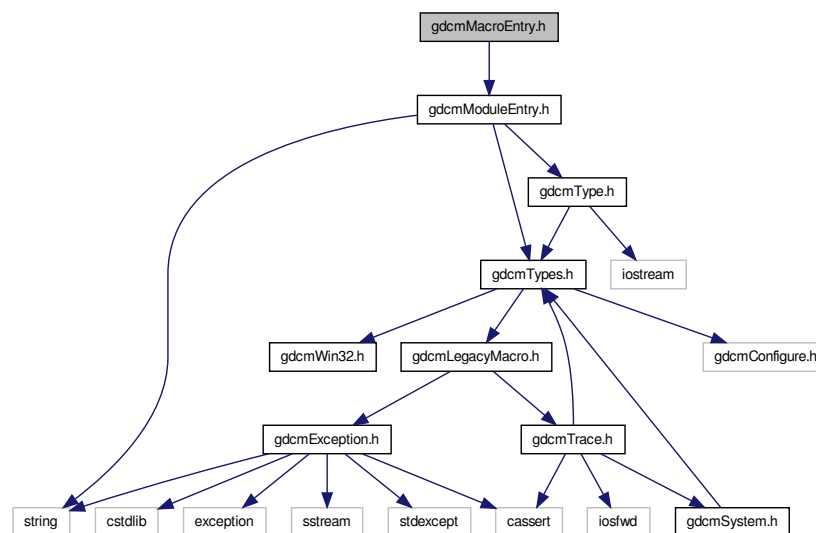 gdcmMacroEntry.h
gdcmModuleEntry.h
gdcmType.h
gdcmTypes.h
iostream
gdcmWin32.h
gdcmLegacyMacro.h
gdcmConfigure.h
gdcmException.h
gdcmTrace.h
string
cstdlib
exception
sstream
stdexcept
cassert
iosfwd
gdcmSystem.h